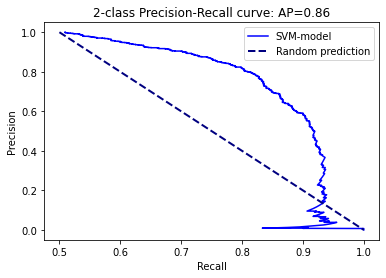 2-class Precision-Recall curve: AP=0.86
SVM-model
Random prediction
Precision
1.0
0.8
0.6
0.4
0.2
0.0
0.5 0.6 0.7 0.8 0.9 1.0
Recall